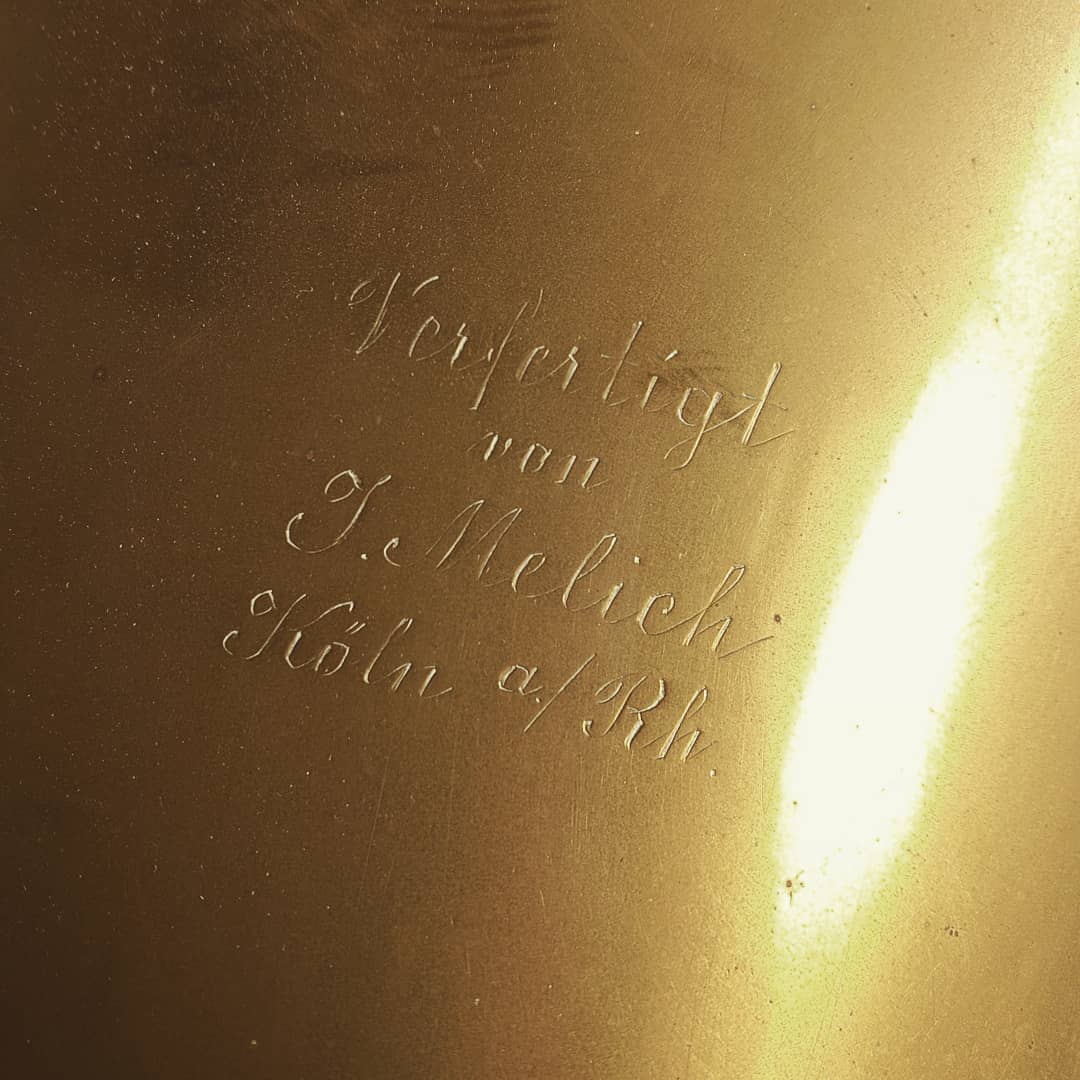 Verfertigt
von
J. Melich
Köln a/Rh.